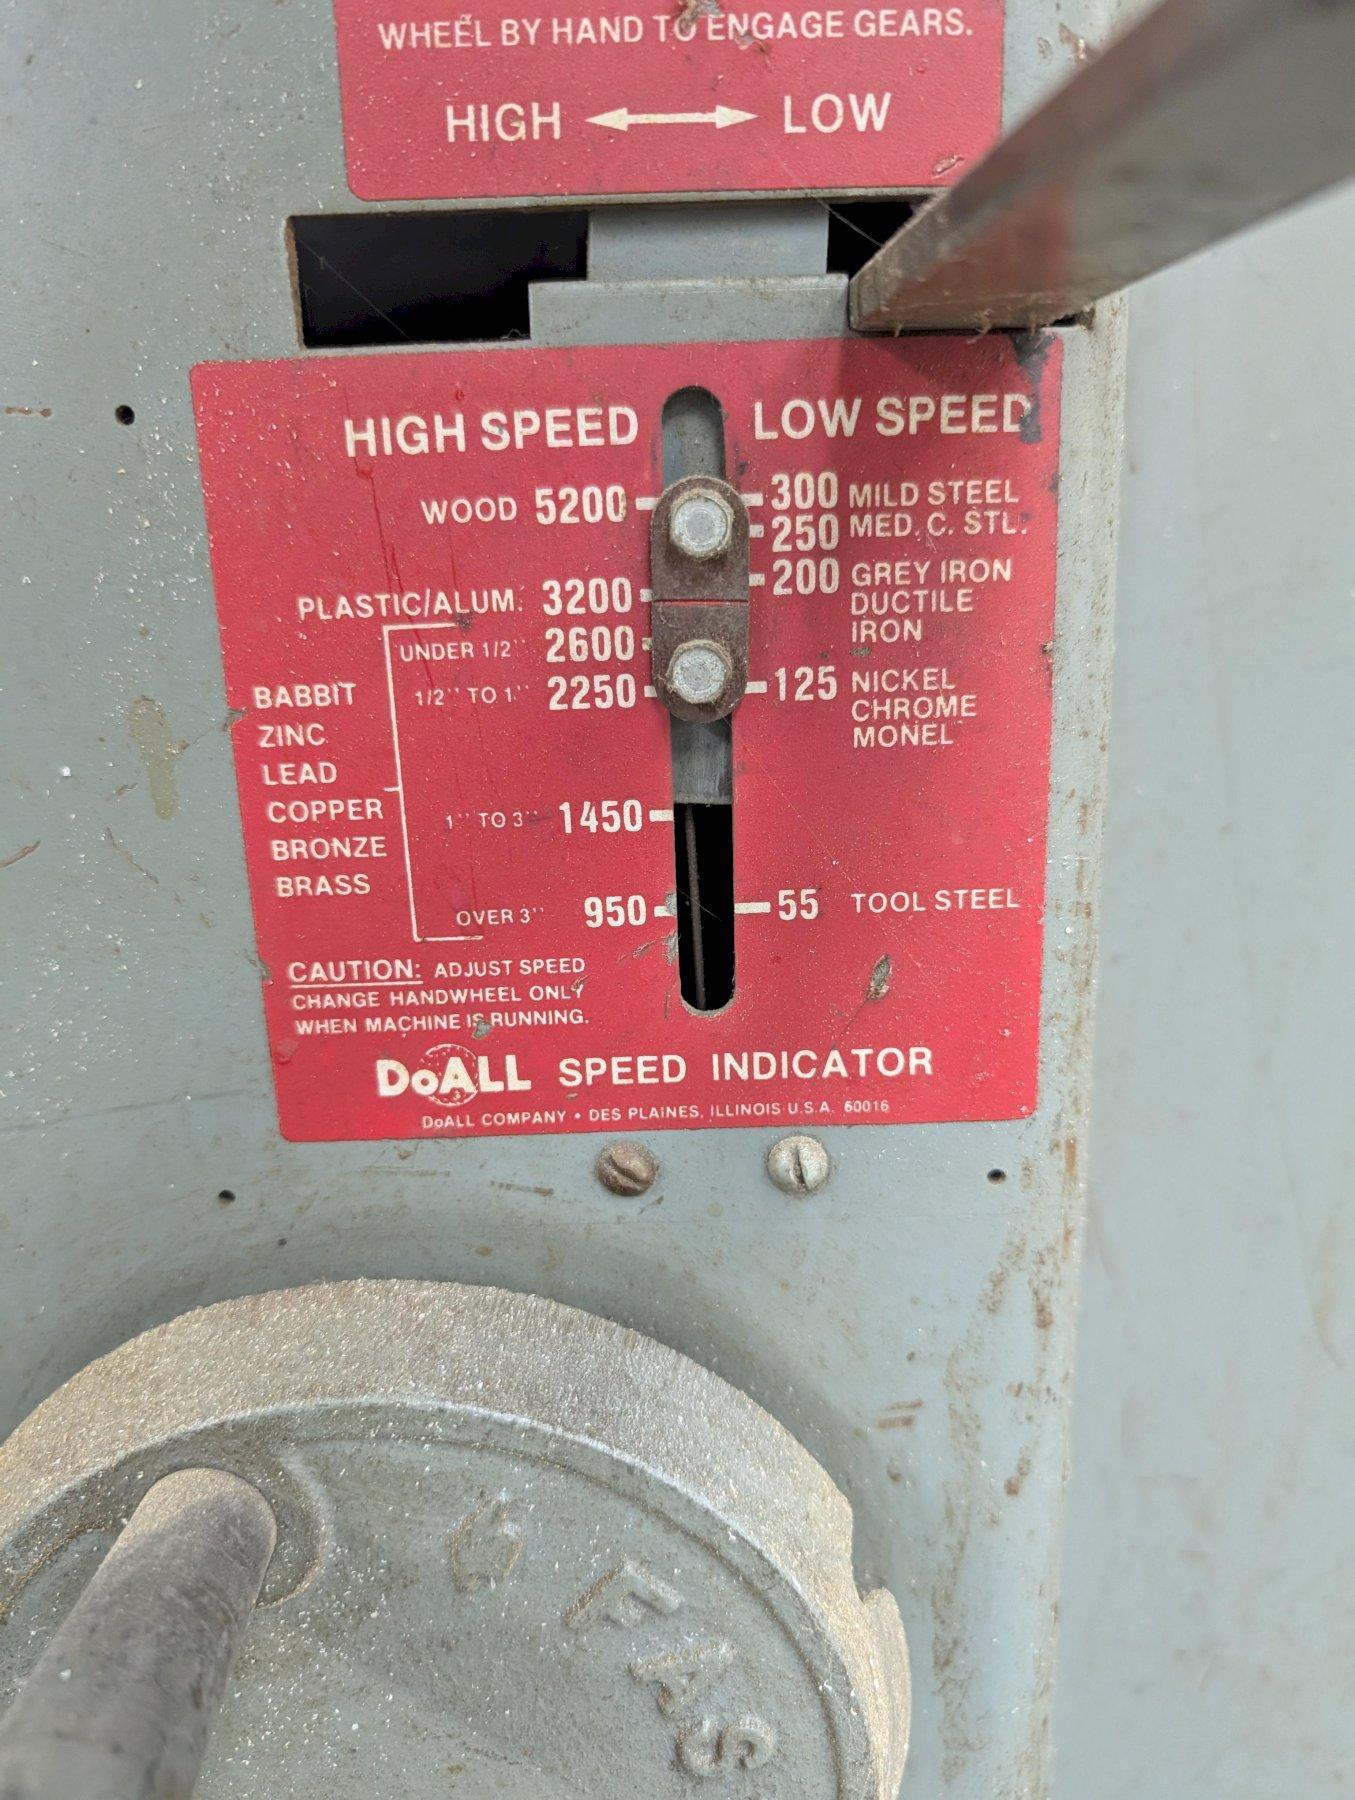 WHEEL BY HAND TO ENGAGE GEARS.
HIGH LOW
HIGH SPEED LOW SPEED
WOOD 5200 300 MILD STEEL
250 MED. C. STL.
PLASTIC/ALUM. 3200 200 GREY IRON
DUCTILE
IRON
UNDER 1/2" 2600
BABBIT 1/2" TO 1" 2250 125 NICKEL
CHROME
ZINC MONEL
LEAD
COPPER 1" TO 3" 1450
BRONZE
BRASS
OVER 3" 950 55 TOOL STEEL
CAUTION: ADJUST SPEED
CHANGE HANDWHEEL ONLY
WHEN MACHINE IS RUNNING.
DoALL SPEED INDICATOR
DoALL COMPANY • DES PLAINES, ILLINOIS U.S.A. 60016
FAS